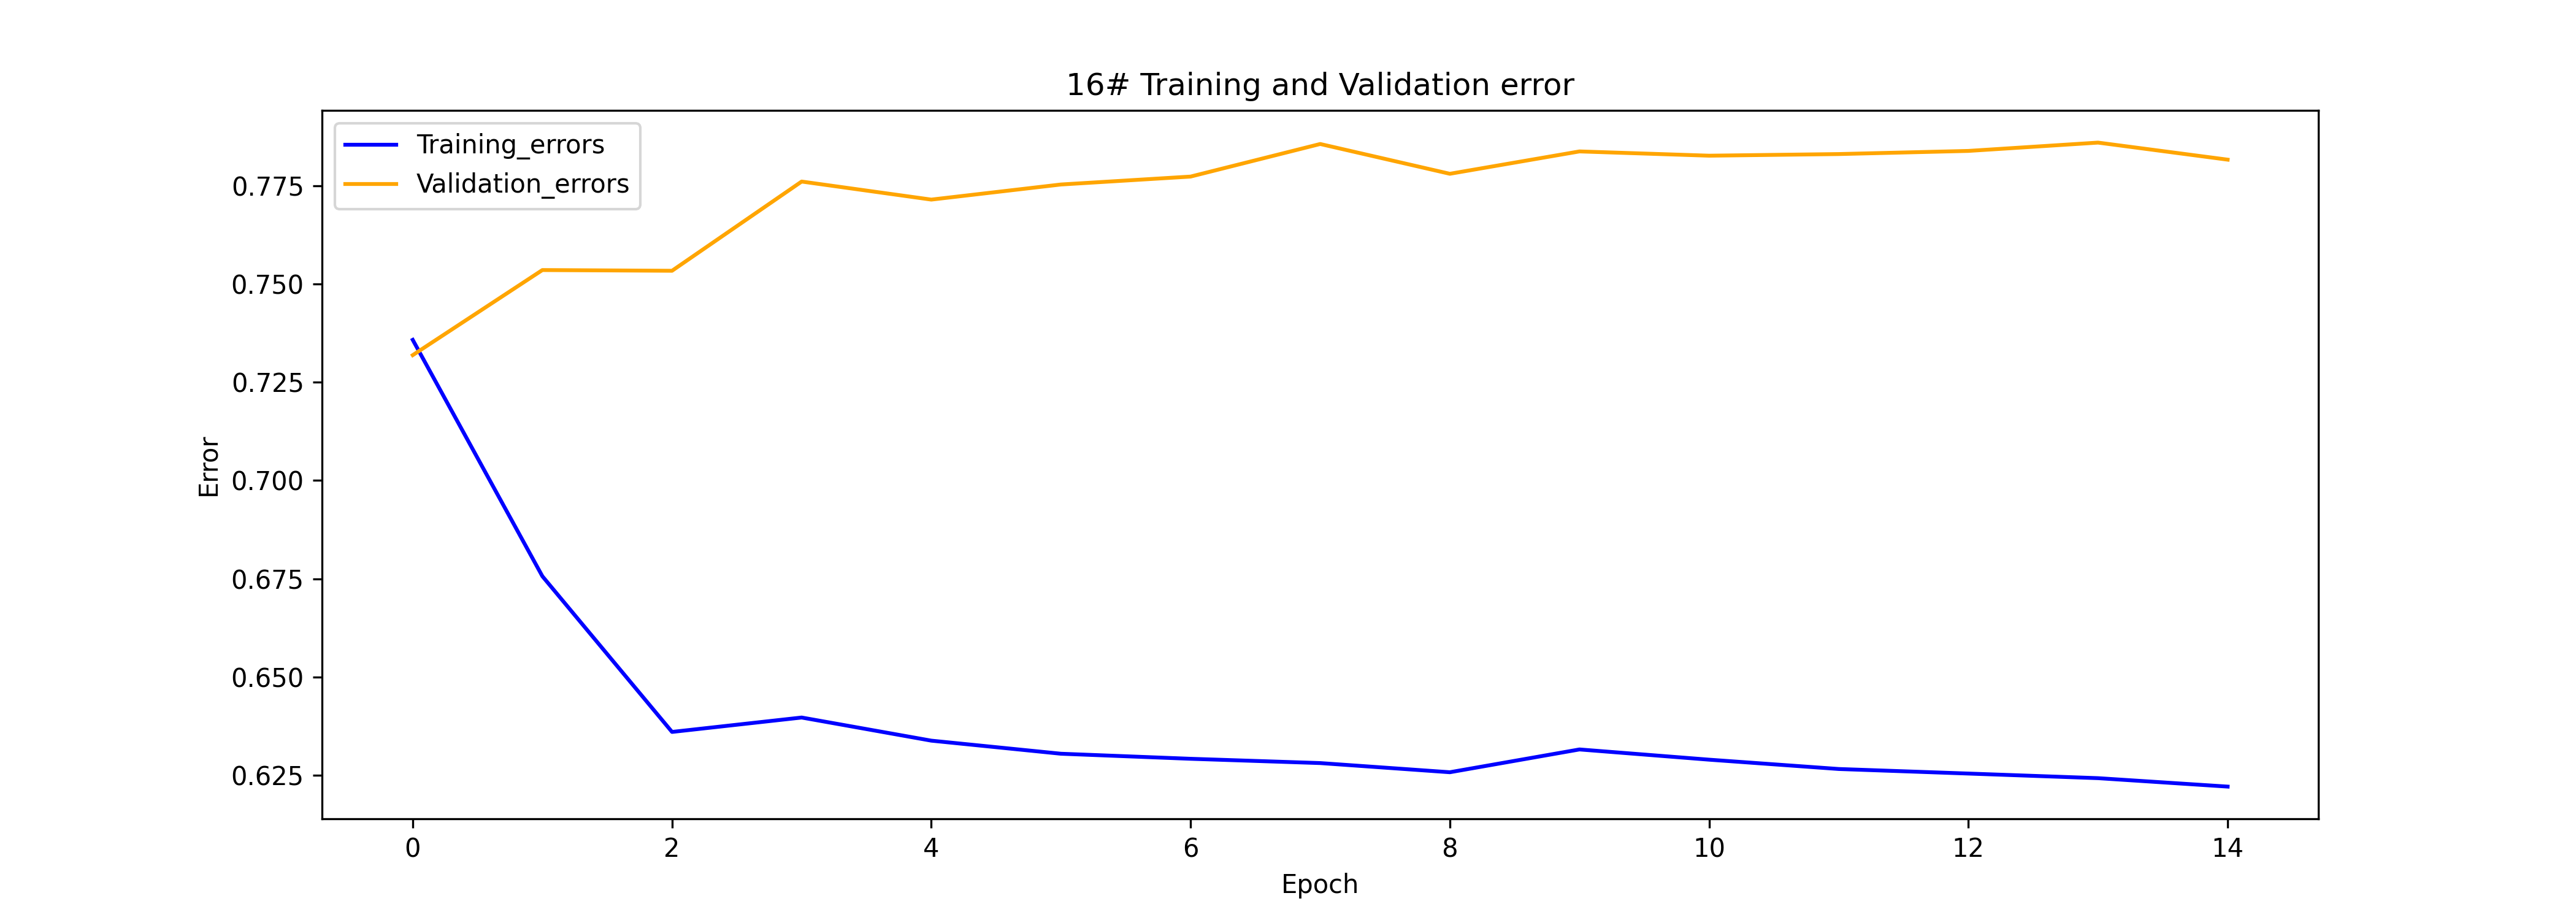 16# Training and Validation error
Training_errors
Validation_errors
0.775
0.750
0.725
0.700
0.675
0.650
0.625
Error
0 2 4 6 8 10 12 14
Epoch